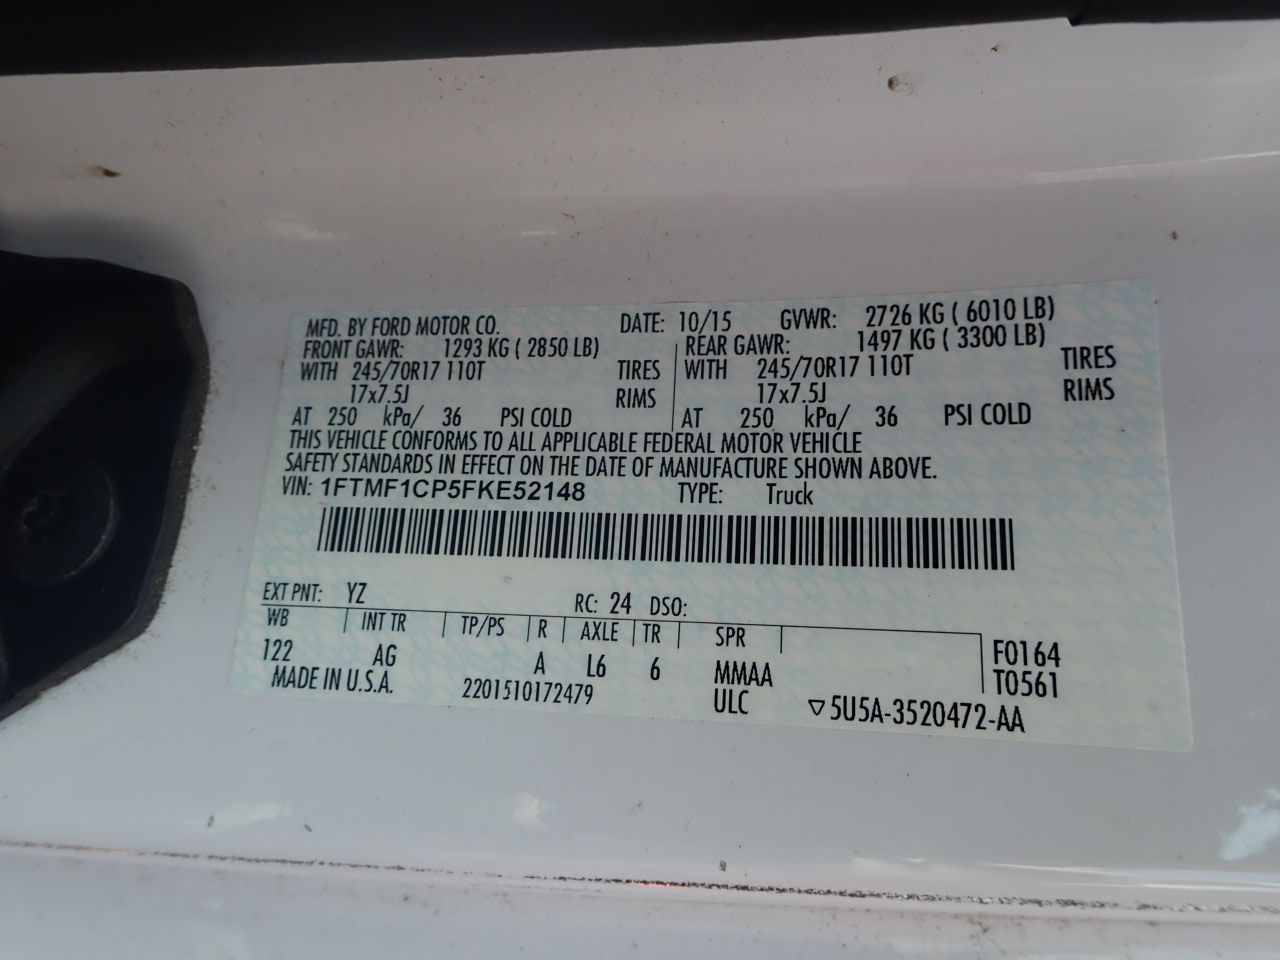 MFD. BY FORD MOTOR CO. DATE: 10/15 GVWR: 2726 KG ( 6010 LB)
FRONT GAWR: 1293 KG ( 2850 LB) REAR GAWR: 1497 KG ( 3300 LB)
WITH 245/70R17 110T TIRES WITH 245/70R17 110T TIRES
17x7.5J RIMS 17x7.5J RIMS
AT 250 kPa/ 36 PSI COLD AT 250 kPa/ 36 PSI COLD
THIS VEHICLE CONFORMS TO ALL APPLICABLE FEDERAL MOTOR VEHICLE
SAFETY STANDARDS IN EFFECT ON THE DATE OF MANUFACTURE SHOWN ABOVE.
VIN: 1FTMF1CP5FKE52148 TYPE: Truck
EXT PNT: YZ RC: 24 DSO:
WB INT TR TP/PS R AXLE TR SPR
122 AG A L6 6 MMAA F0164
T0561
MADE IN U.S.A. 2201510172479 ULC ▽5U5A-3520472-AA